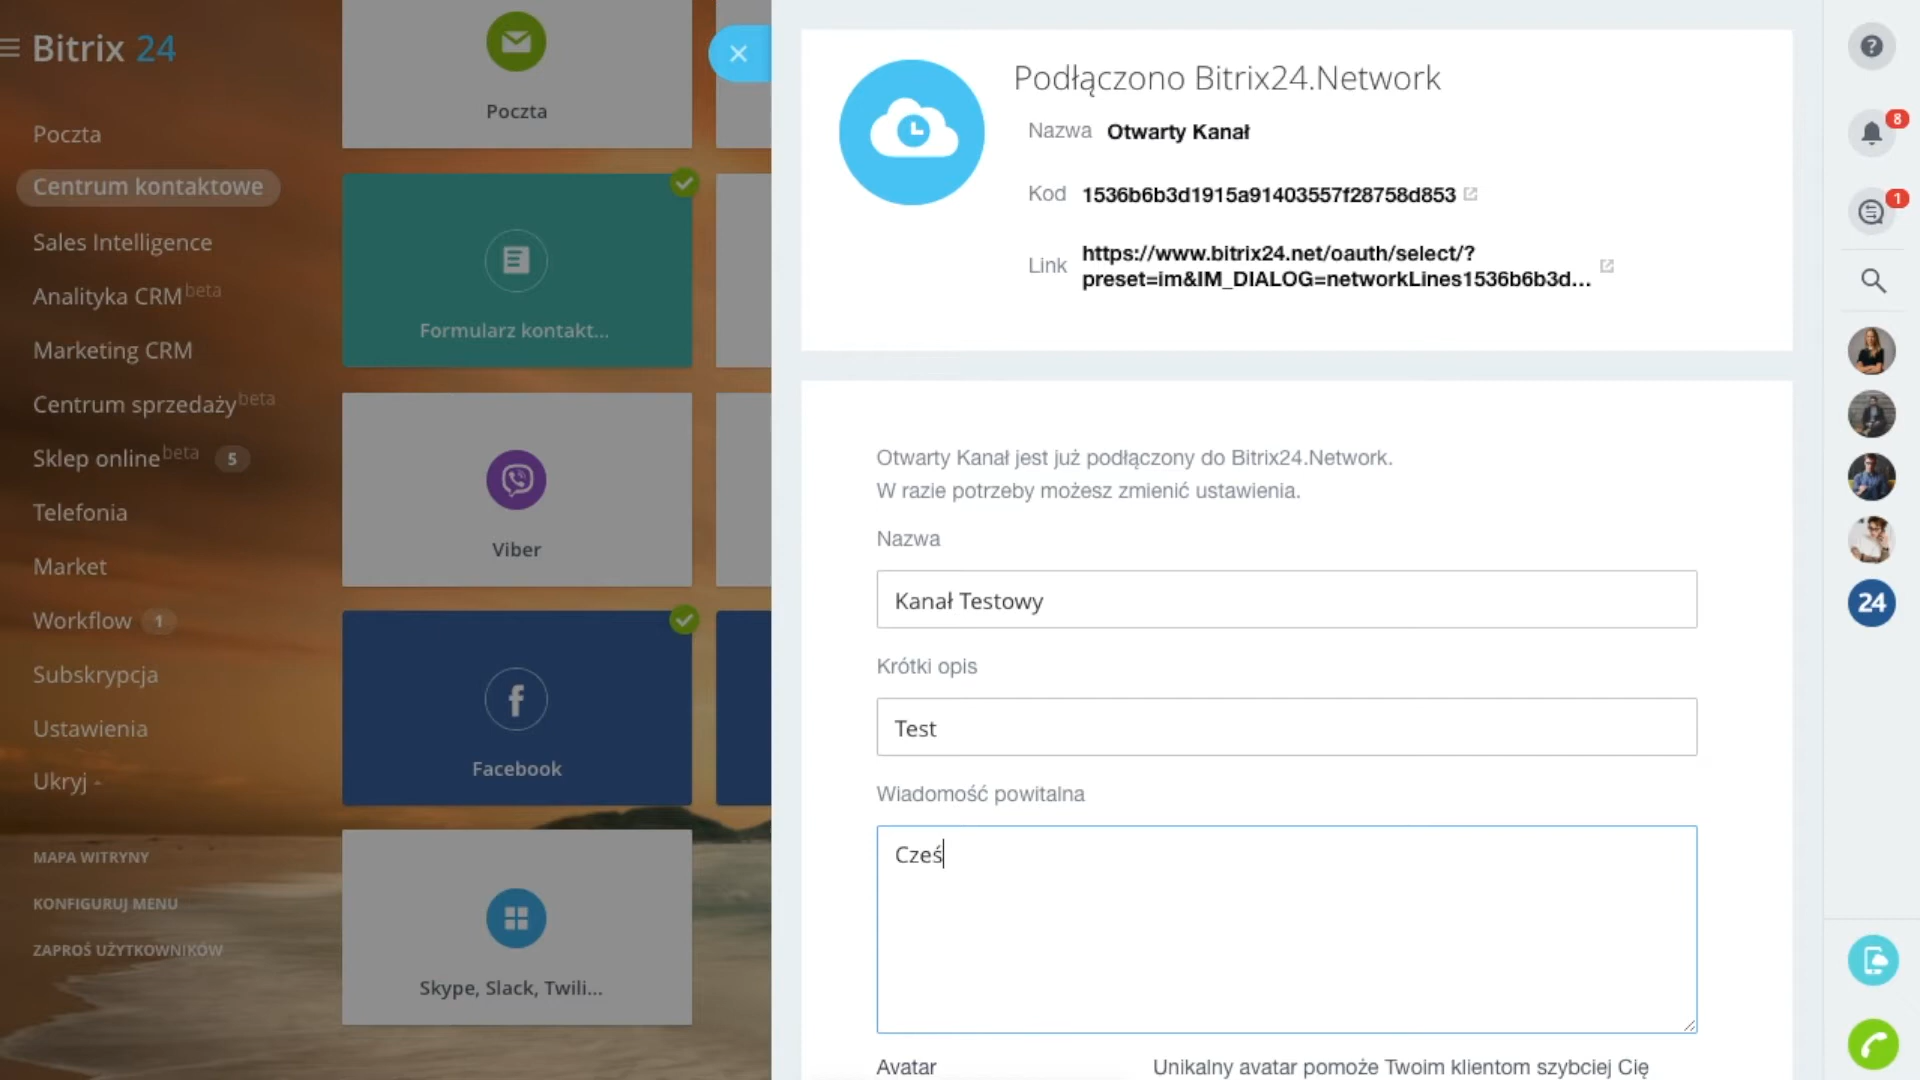 Bitrix 24
Poczta
Centrum kontaktowe
Sales Intelligence
Analityka CRM beta
Marketing CRM
Centrum sprzedaży beta
Sklep online beta 5
Telefonia
Market
Workflow 1
Subskrypcja
Ustawienia
Ukryj
MAPA WITRYNY
KONFIGURUJ MENU
ZAPROŚ UŻYTKOWNIKÓW
Poczta
Formularz kontakt...
Viber
Facebook
Skype, Slack, Twili...
Podłączono Bitrix24.Network
Nazwa Otwarty Kanał
Kod 1536b6b3d1915a91403557f28758d853
Link https://www.bitrix24.net/oauth/select/?
preset=im&IM_DIALOG=networkLines1536b6b3d...
Otwarty Kanał jest już podłączony do Bitrix24.Network.
W razie potrzeby możesz zmienić ustawienia.
Nazwa
Kanał Testowy
Krótki opis
Test
Wiadomość powitalna
Cześ
Avatar
Unikalny avatar pomoże Twoim klientom szybciej Cię
8
1
24